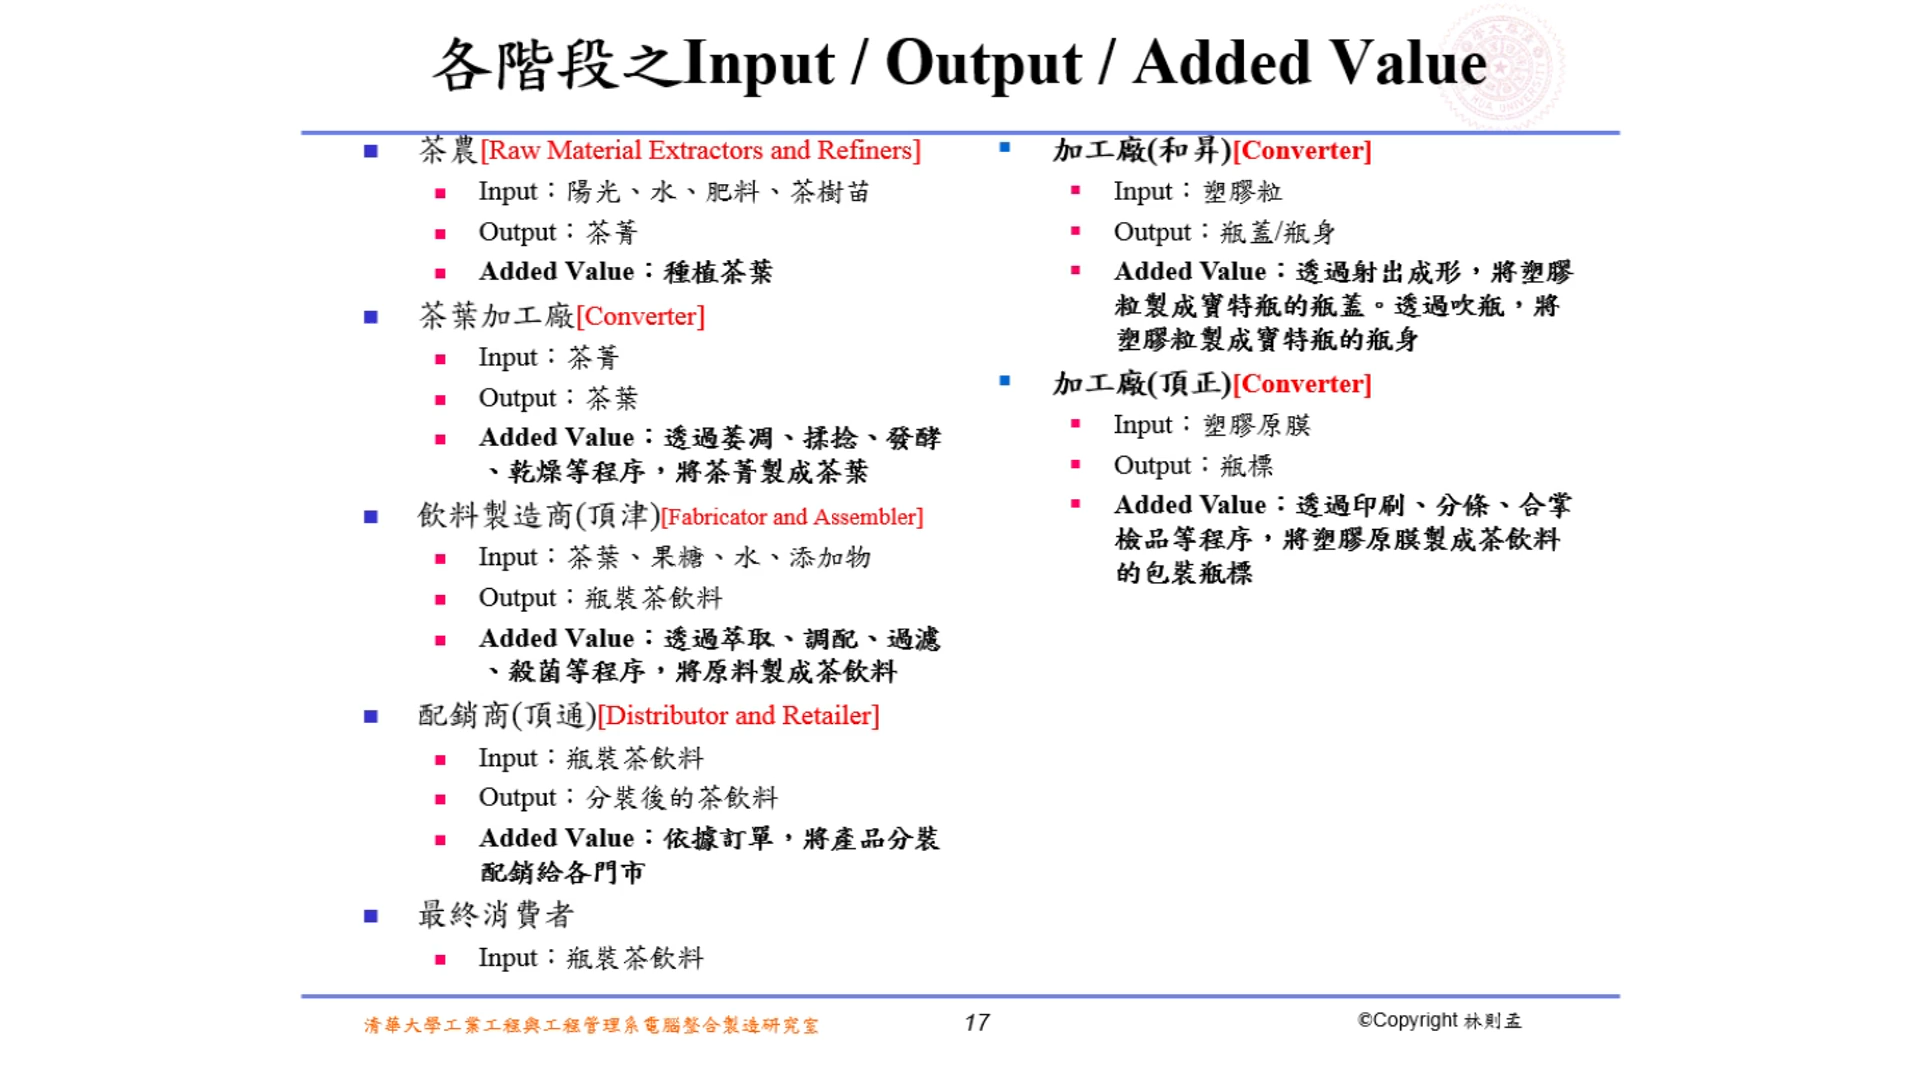 各階段之Input / Output / Added Value
茶農[Raw Material Extractors and Refiners]
Input：陽光、水、肥料、茶樹苗
Output：茶菁
Added Value：種植茶葉
茶葉加工廠[Converter]
Input：茶菁
Output：茶葉
Added Value：透過萎凋、揉捻、發酵
、乾燥等程序，將茶菁製成茶葉
飲料製造商(頂津)[Fabricator and Assembler]
Input：茶葉、果糖、水、添加物
Output：瓶裝茶飲料
Added Value：透過萃取、調配、過濾
、殺菌等程序，將原料製成茶飲料
配銷商(頂通)[Distributor and Retailer]
Input：瓶裝茶飲料
Output：分裝後的茶飲料
Added Value：依據訂單，將產品分裝
配銷給各門市
最終消費者
Input：瓶裝茶飲料
加工廠(和昇)[Converter]
Input：塑膠粒
Output：瓶蓋/瓶身
Added Value：透過射出成形，將塑膠
粒製成寶特瓶的瓶蓋。透過吹瓶，將
塑膠粒製成寶特瓶的瓶身
加工廠(頂正)[Converter]
Input：塑膠原膜
Output：瓶標
Added Value：透過印刷、分條、合掌
檢品等程序，將塑膠原膜製成茶飲料
的包裝瓶標
清華大學工業工程與工程管理系電腦整合製造研究室
17
©Copyright 林則孟